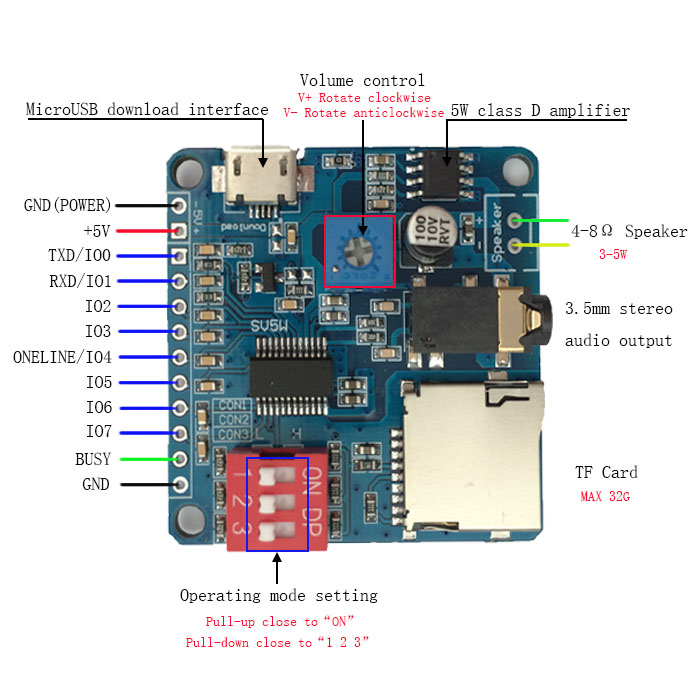 Volume control
V+ Rotate clockwise
V- Rotate anticlockwise
MicroUSB download interface
5W class D amplifier
GND(POWER)
+5V
TXD/IO0
RXD/IO1
IO2
IO3
ONELINE/IO4
IO5
IO6
IO7
BUSY
GND
- 5V +
Download
100
10V
RVT
Speaker
+
-
4-8Ω Speaker
3-5W
3.5mm stereo
audio output
CON1
CON2
CON3
L
H
ON DP
1 2 3
TF Card
MAX 32G
Operating mode setting
Pull-up close to“ON”
Pull-down close to“1 2 3”